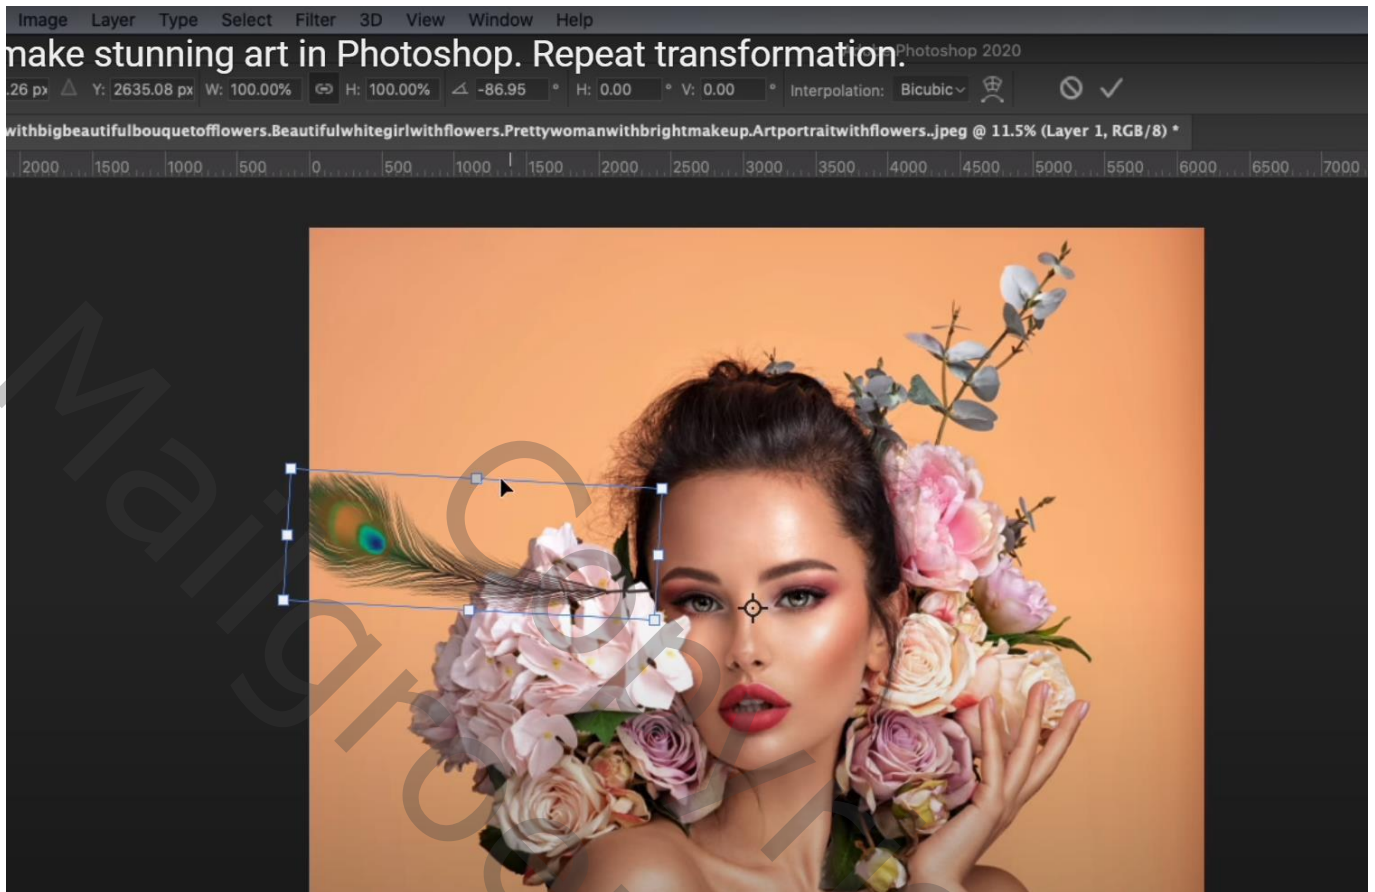 Image Layer Type Select Filter 3D View Window Help
make stunning art in Photoshop. Repeat transformation.
Photoshop 2020
.26 px Y: 2635.08 px W: 100.00% H: 100.00% -86.95 ° H: 0.00 ° V: 0.00 ° Interpolation: Bicubic
withbigbeautifulbouquetofflowers.Beautifulwhitegirlwithflowers.Prettywomanwithbrightmakeup.Artportraitwithflowers..jpeg @ 11.5% (Layer 1, RGB/8) *
2000 1500 1000 500 0 500 1000 1500 2000 2500 3000 3500 4000 4500 5000 5500 6000 6500 7000